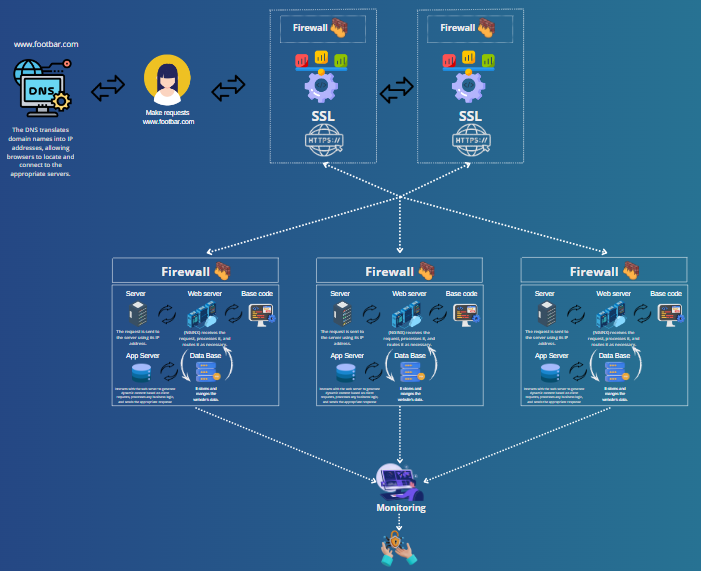 www.footbar.com
DNS
The DNS translates
domain names into IP
addresses, allowing
browsers to locate and
connect to the
appropriate servers.
Make requests
www.footbar.com
Firewall
SSL
HTTPS://
Firewall
SSL
HTTPS://
Firewall
Server
Web server
Base code
The request is sent to
the server using its IP
address.
(NGINX) receives the
request, processes it, and
routes it as necessary.
App Server
Data Base
It stores and
manges the
website's data.
Firewall
Server
Web server
Base code
The request is sent to
the server using its IP
address.
(NGINX) receives the
request, processes it, and
routes it as necessary.
App Server
Data Base
It stores and
manges the
website's data.
Firewall
Server
Web server
Base code
The request is sent to
the server using its IP
address.
(NGINX) receives the
request, processes it, and
routes it as necessary.
App Server
Data Base
It stores and
manges the
website's data.
Monitoring